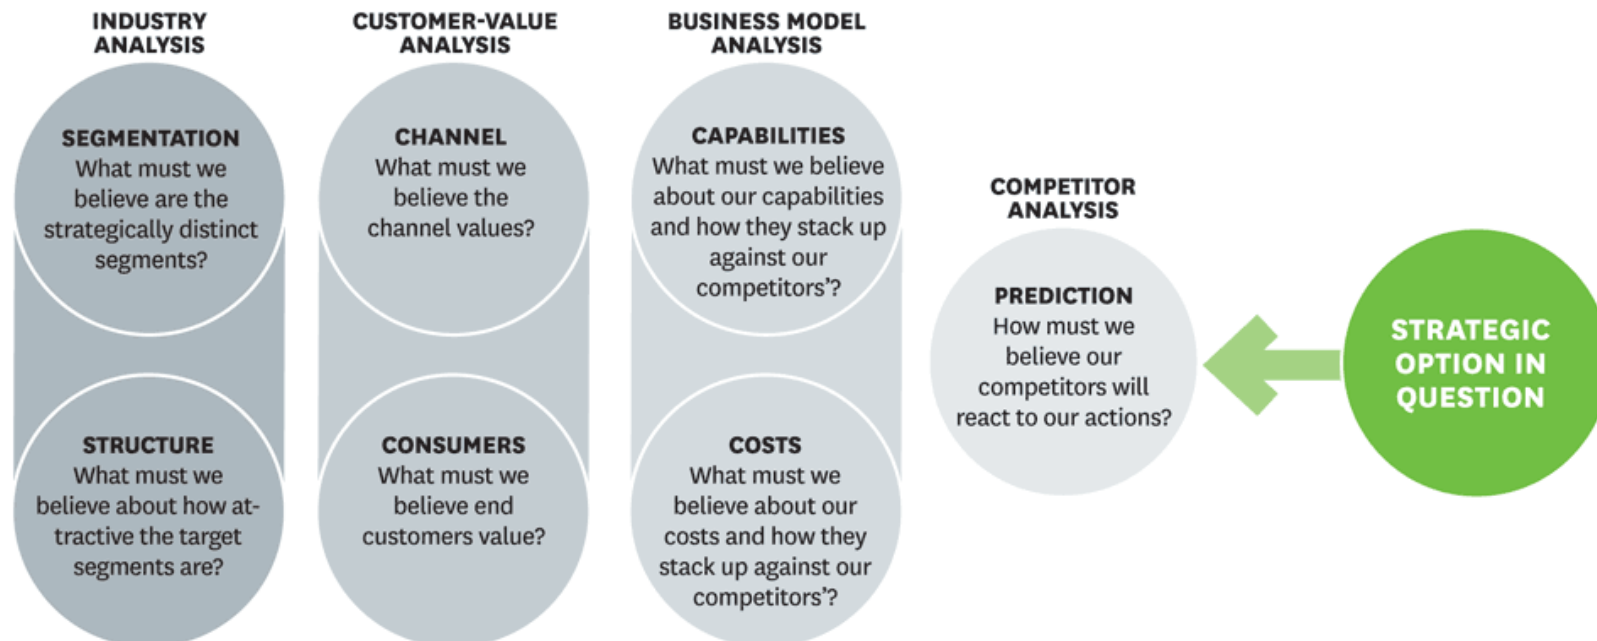 INDUSTRY
ANALYSIS
SEGMENTATION
What must we
believe are the
strategically distinct
segments?
STRUCTURE
What must we
believe about how at-
tractive the target
segments are?
CUSTOMER-VALUE
ANALYSIS
CHANNEL
What must we
believe the
channel values?
CONSUMERS
What must we
believe end
customers value?
BUSINESS MODEL
ANALYSIS
CAPABILITIES
What must we believe
about our capabilities
and how they stack up
against our
competitors’?
COSTS
What must we
believe about our
costs and how they
stack up against our
competitors’?
COMPETITOR
ANALYSIS
PREDICTION
How must we
believe our
competitors will
react to our actions?
STRATEGIC
OPTION IN
QUESTION